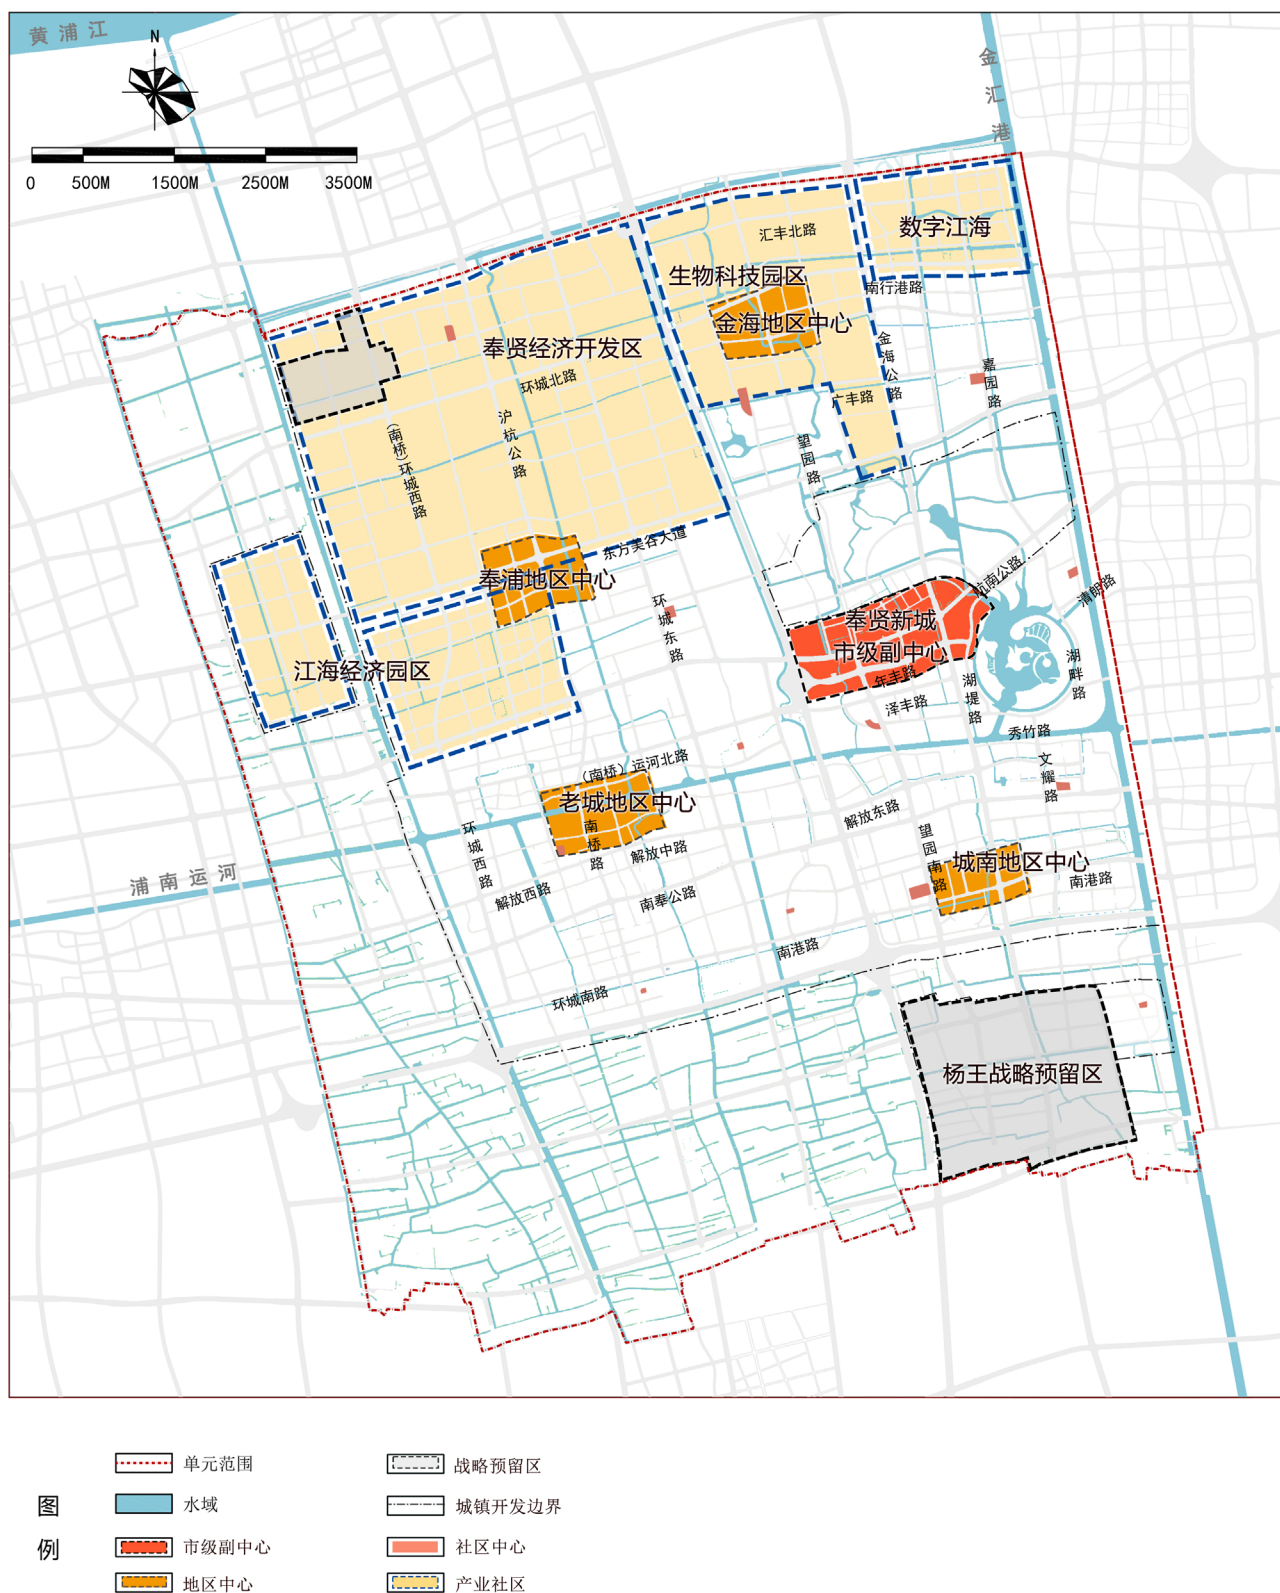 黄浦江
N
金汇港
0 500M 1500M 2500M 3500M
数字江海
汇丰北路
生物科技园区
南行港路
金海地区中心
奉贤经济开发区
金海公路
嘉园路
环城北路
广丰路
沪杭公路
(南桥)环城西路
望园路
东方美谷大道
奉浦地区中心
杭南公路
清朗路
环城东路
奉贤新城
市级副中心
江海经济园区
年丰路
湖畔路
湖堤路
泽丰路
秀竹路
(南桥)运河北路
文耀路
老城地区中心
解放东路
南桥路
环城西路
望园南路
解放中路
城南地区中心
浦南运河
南港路
解放西路
南奉公路
南港路
环城南路
杨王战略预留区
图例
单元范围
战略预留区
水域
城镇开发边界
市级副中心
社区中心
地区中心
产业社区